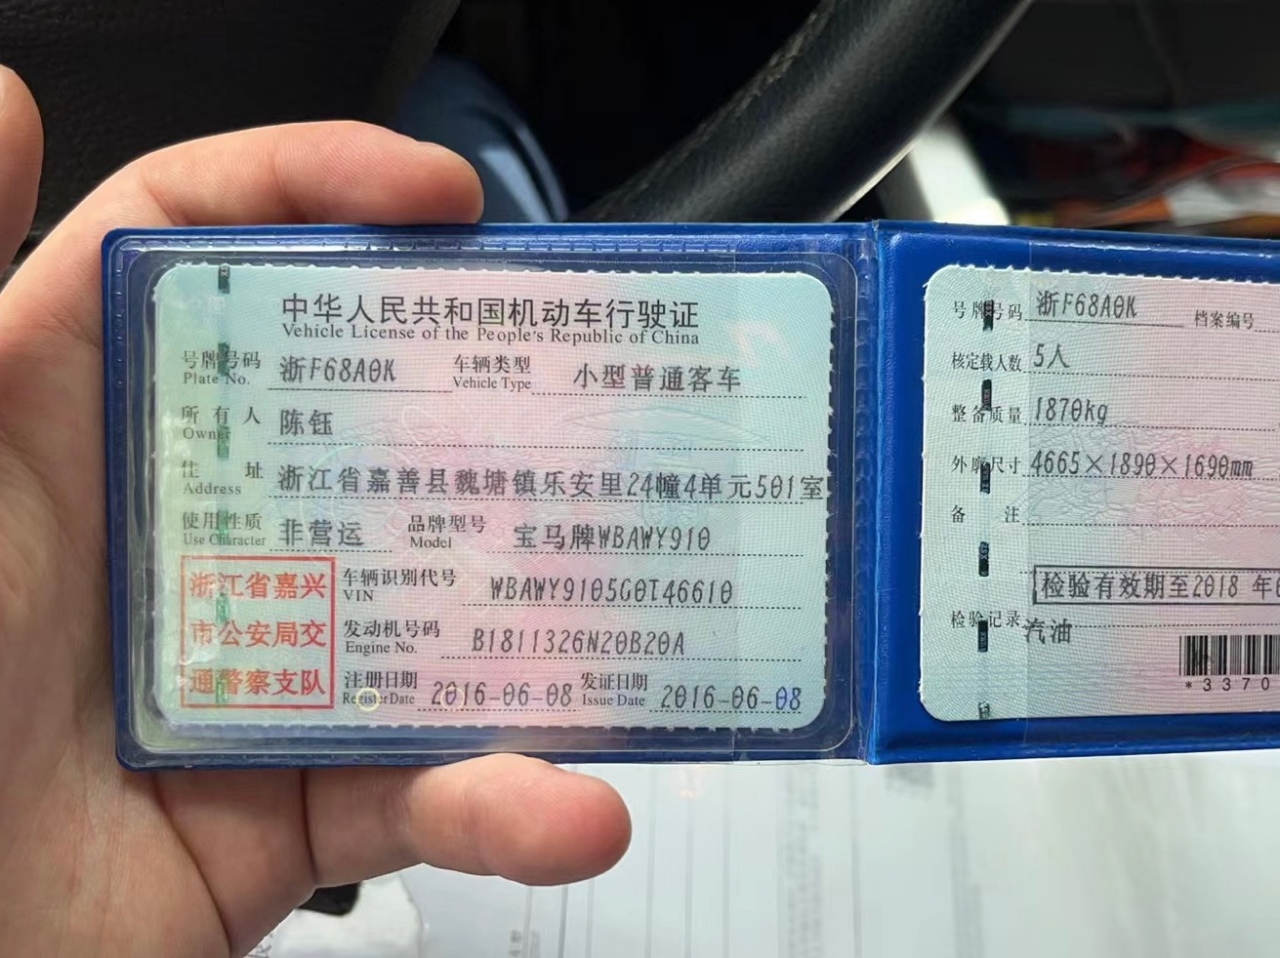 中华人民共和国机动车行驶证
Vehicle License of the People's Republic of China
号牌号码 浙F68A0K 车辆类型 小型普通客车
Plate No. Vehicle Type
所有人 陈钰
Owner
住址 浙江省嘉善县魏塘镇乐安里24幢4单元501室
Address
使用性质 非营运 品牌型号 宝马牌WBAWY910
Use Character Model
浙江省嘉兴
市公安局交
通警察支队
车辆识别代号 WBAWY9105G0T46610
VIN
发动机号码 B1811326N20B20A
Engine No.
注册日期 2016-06-08 发证日期 2016-06-08
Register Date Issue Date
号牌号码 浙F68A0K 档案编号
核定载人数 5人
整备质量 1870kg
外廓尺寸 4665×1890×1690mm
备注
检验有效期至2018 年
检验记录
汽油
*3370